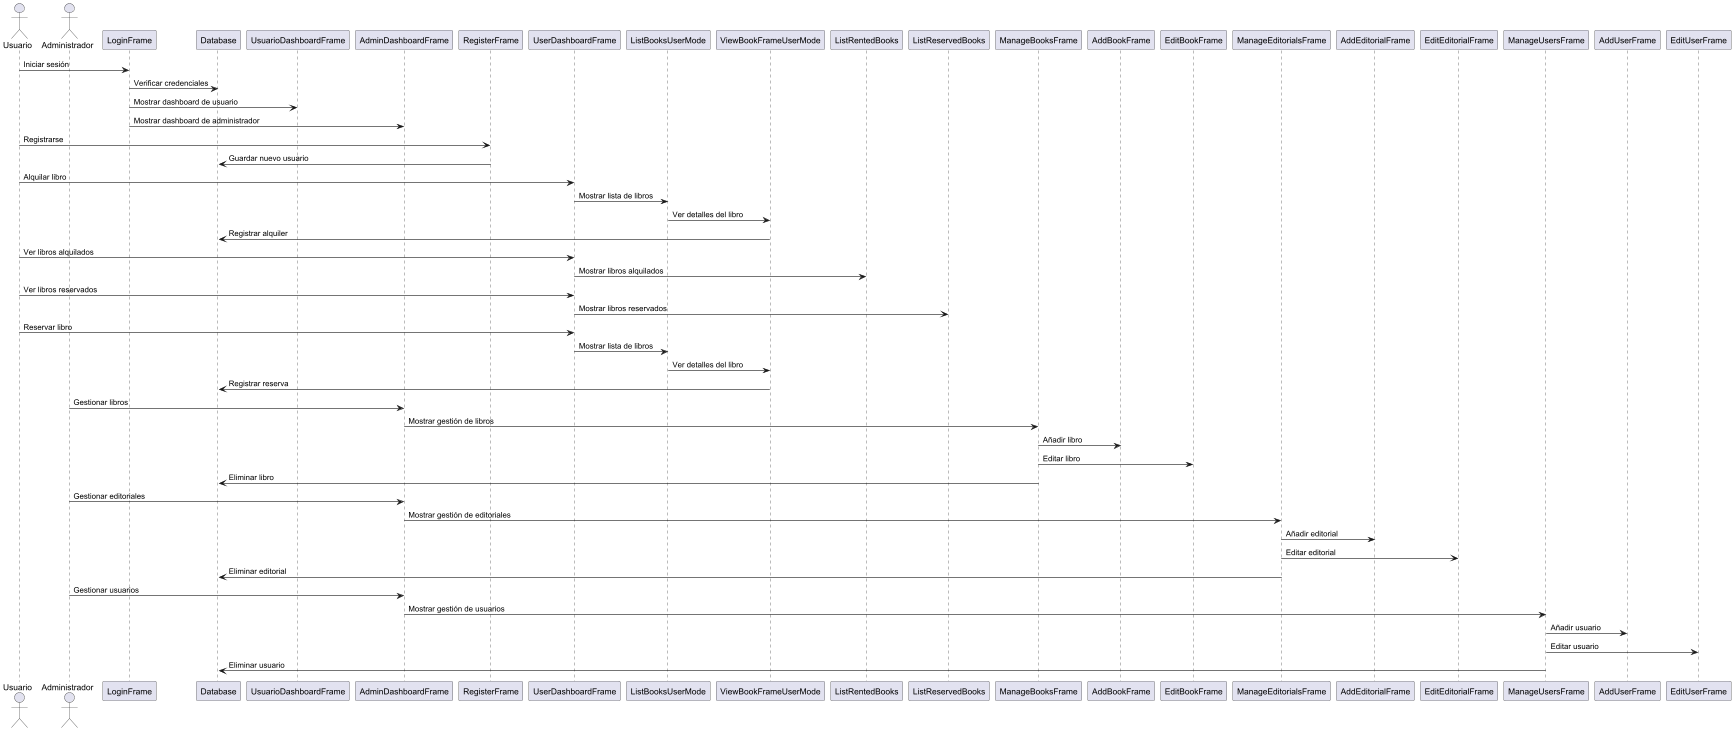 Usuario
Administrador
LoginFrame
Database
UsuarioDashboardFrame
AdminDashboardFrame
RegisterFrame
UserDashboardFrame
ListBooksUserMode
ViewBookFrameUserMode
ListRentedBooks
ListReservedBooks
ManageBooksFrame
AddBookFrame
EditBookFrame
ManageEditorialsFrame
AddEditorialFrame
EditEditorialFrame
ManageUsersFrame
AddUserFrame
EditUserFrame
Iniciar sesión
Verificar credenciales
Mostrar dashboard de usuario
Mostrar dashboard de administrador
Registrarse
Guardar nuevo usuario
Alquilar libro
Mostrar lista de libros
Ver detalles del libro
Registrar alquiler
Ver libros alquilados
Mostrar libros alquilados
Ver libros reservados
Mostrar libros reservados
Reservar libro
Mostrar lista de libros
Ver detalles del libro
Registrar reserva
Gestionar libros
Mostrar gestión de libros
Añadir libro
Editar libro
Eliminar libro
Gestionar editoriales
Mostrar gestión de editoriales
Añadir editorial
Editar editorial
Eliminar editorial
Gestionar usuarios
Mostrar gestión de usuarios
Añadir usuario
Editar usuario
Eliminar usuario
Usuario
Administrador
LoginFrame
Database
UsuarioDashboardFrame
AdminDashboardFrame
RegisterFrame
UserDashboardFrame
ListBooksUserMode
ViewBookFrameUserMode
ListRentedBooks
ListReservedBooks
ManageBooksFrame
AddBookFrame
EditBookFrame
ManageEditorialsFrame
AddEditorialFrame
EditEditorialFrame
ManageUsersFrame
AddUserFrame
EditUserFrame